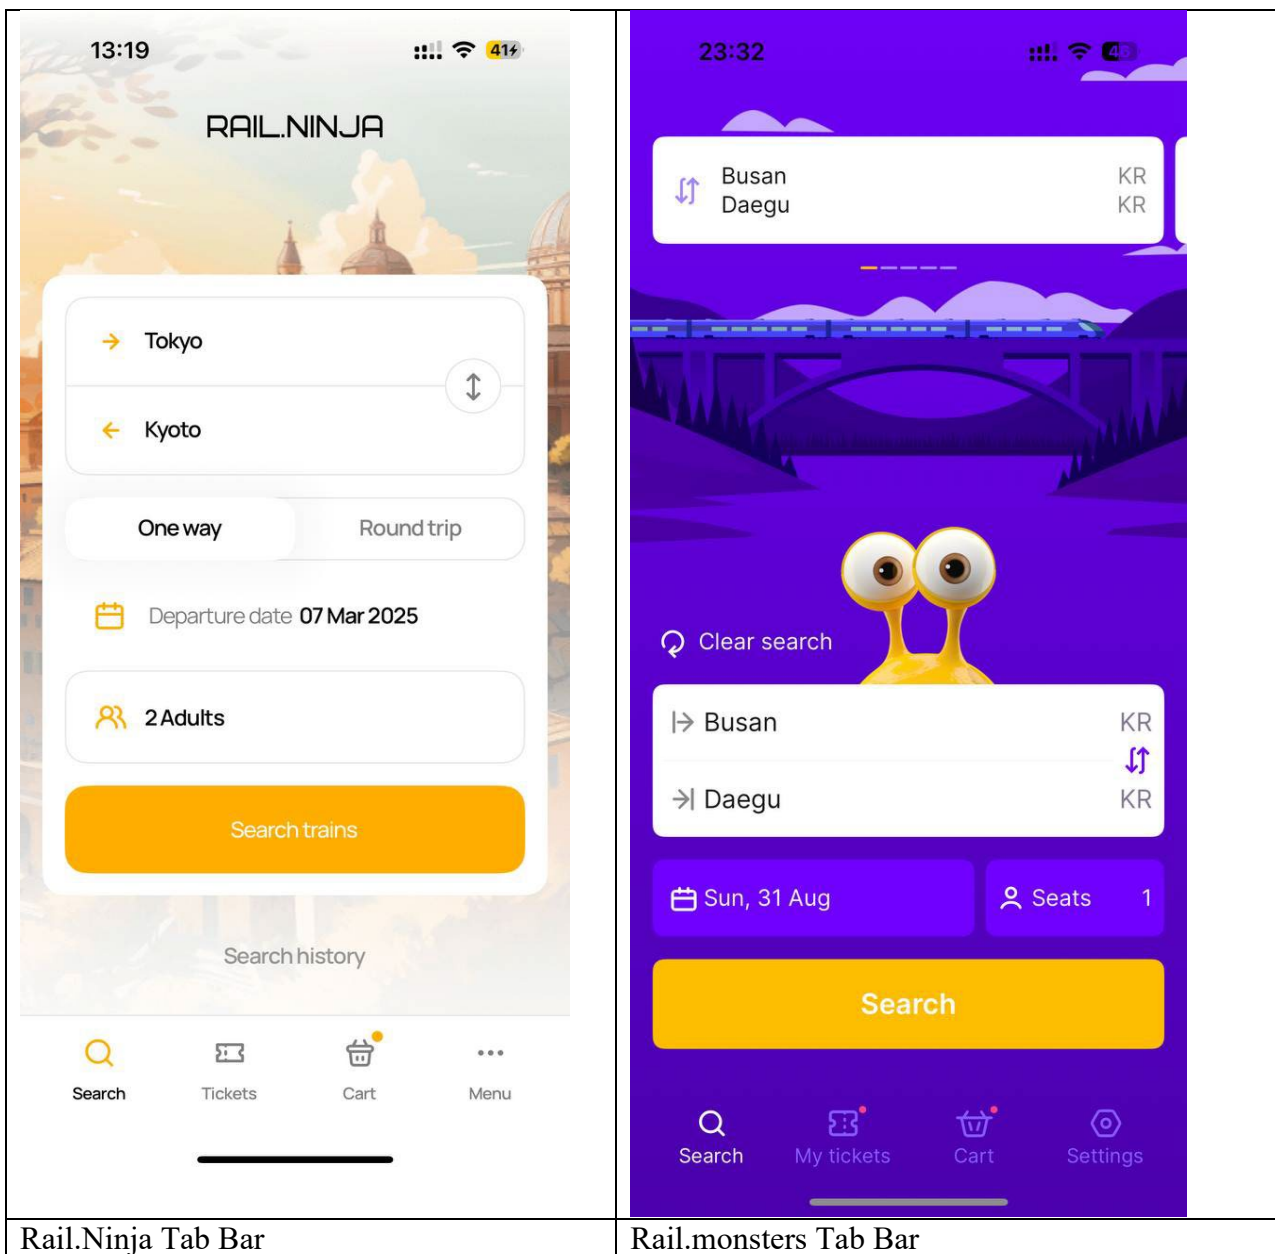 13:19
41
RAIL.NINJA
Tokyo
Kyoto
One way
Round trip
Departure date 07 Mar 2025
2 Adults
Search trains
Search history
Search
Tickets
Cart
Menu
Rail.Ninja Tab Bar
23:32
46
Busan KR
Daegu KR
Clear search
Busan KR
Daegu KR
Sun, 31 Aug
Seats 1
Search
Search
My tickets
Cart
Settings
Rail.monsters Tab Bar